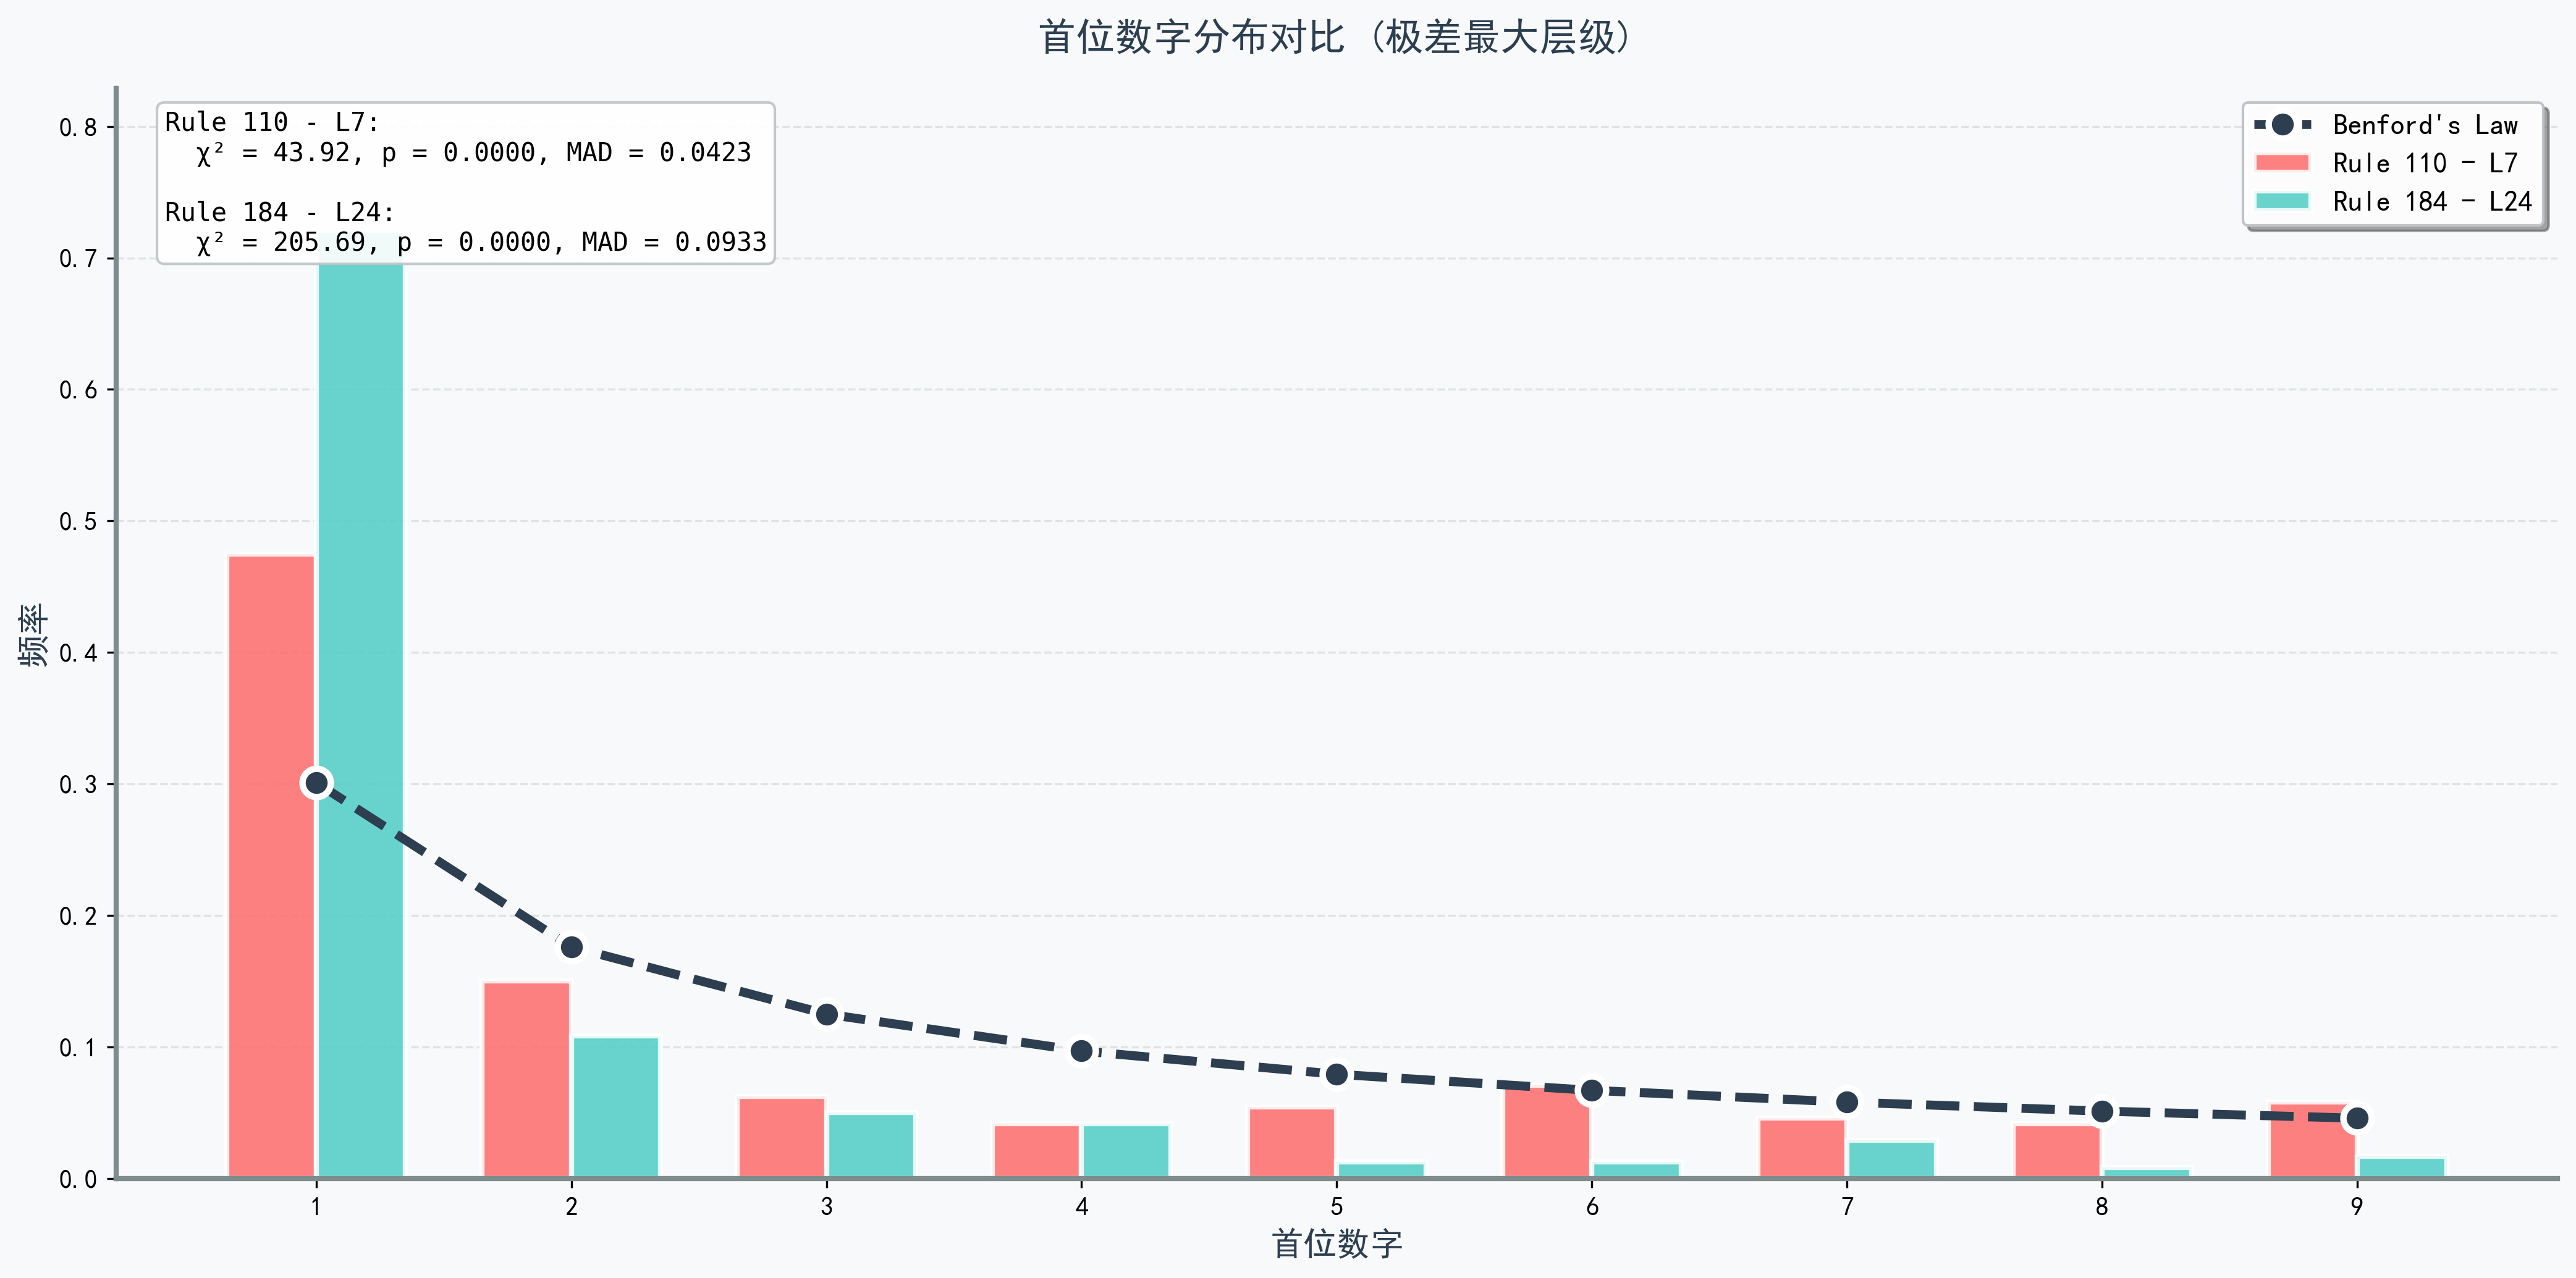 首位数字分布对比 (极差最大层级)
Rule 110 - L7:
χ² = 43.92, p = 0.0000, MAD = 0.0423
Rule 184 - L24:
χ² = 205.69, p = 0.0000, MAD = 0.0933
Benford's Law
Rule 110 - L7
Rule 184 - L24
频率
0.8
0.7
0.6
0.5
0.4
0.3
0.2
0.1
0.0
1 2 3 4 5 6 7 8 9
首位数字